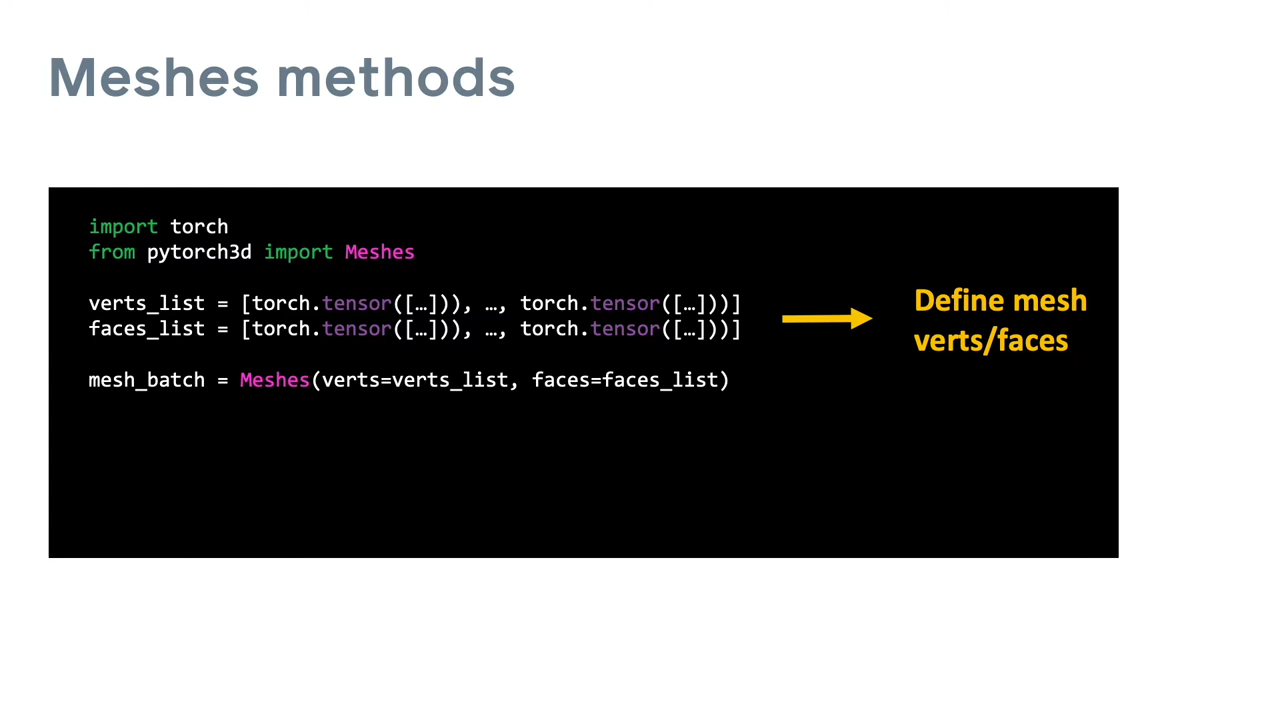 Meshes methods
import torch
from pytorch3d import Meshes
verts_list = [torch.tensor([…])), …, torch.tensor([…]))]
faces_list = [torch.tensor([…])), …, torch.tensor([…]))]
Define mesh
verts/faces
mesh_batch = Meshes(verts=verts_list, faces=faces_list)